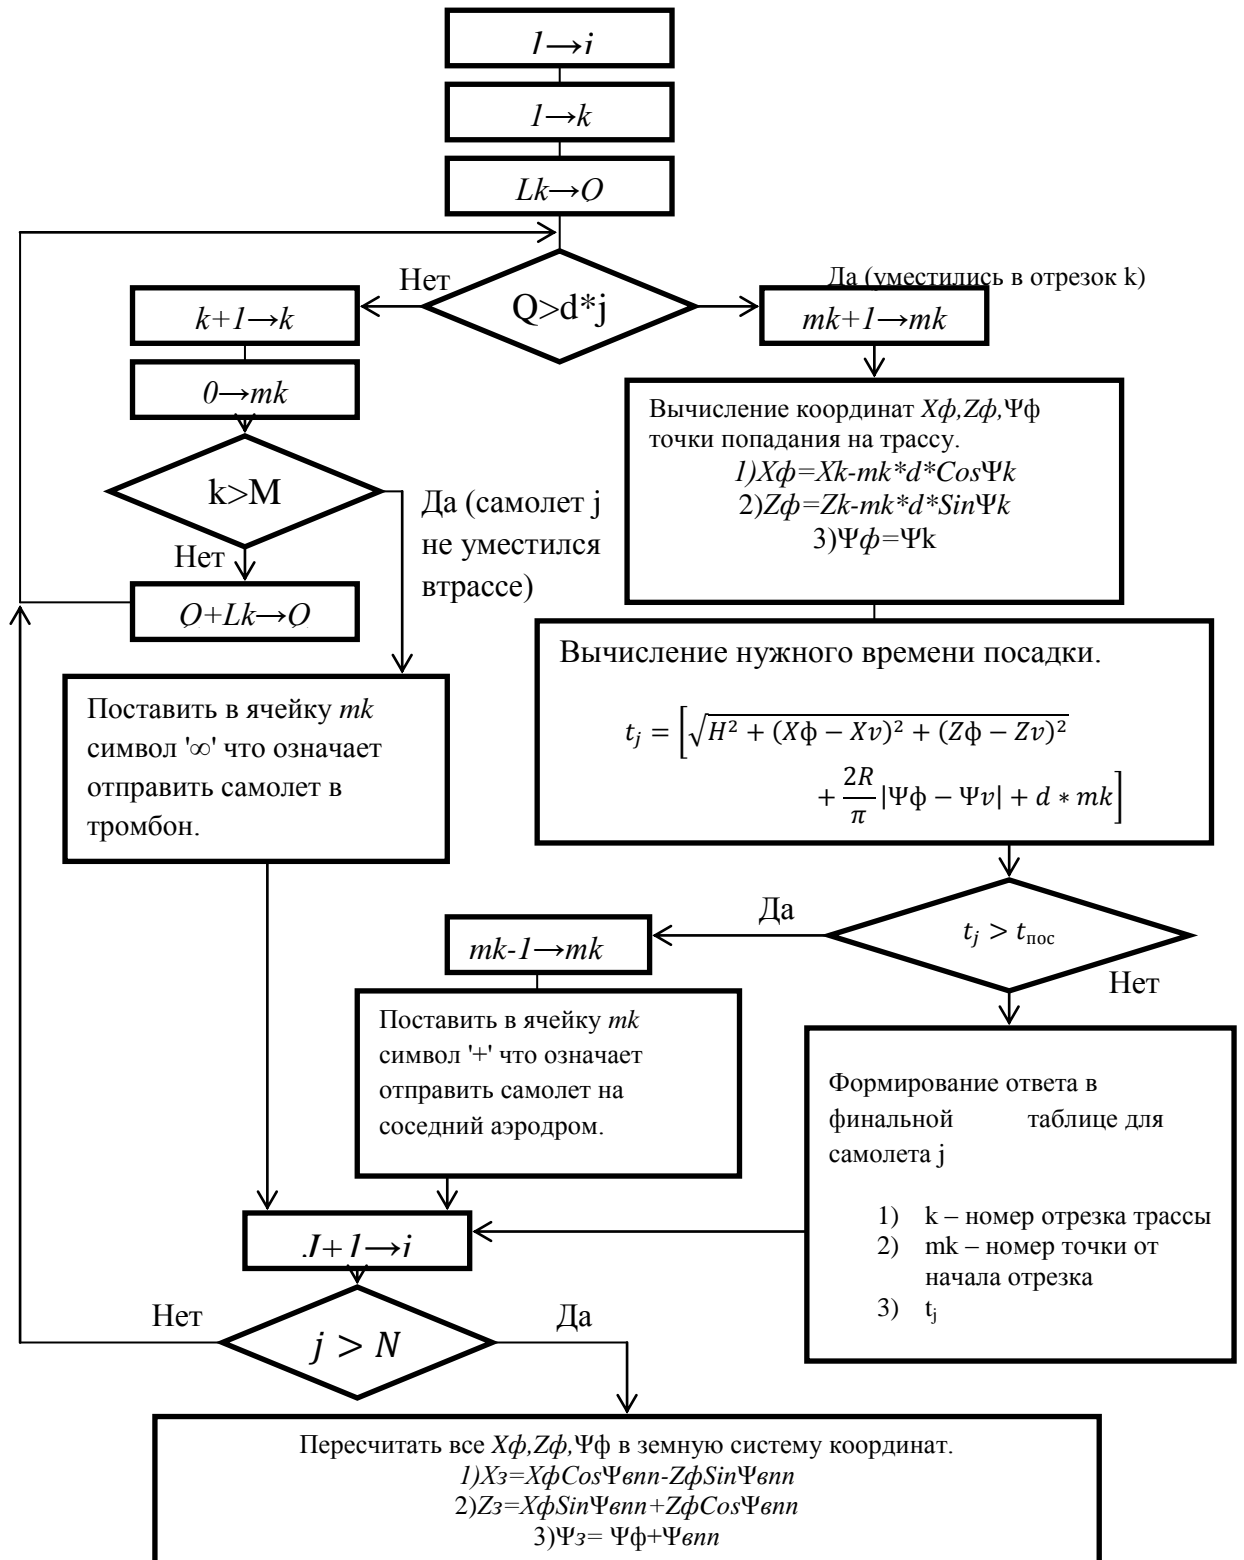 1→i
1→k
Lk→O
Нет
Да (уместились в отрезок k)
Q>d*j
k+1→k
mk+1→mk
0→mk
Вычисление координат Xф,Zф,Ψф
точки попадания на трассу.
1)Xф=Xk-mk*d*CosΨk
2)Zф=Zk-mk*d*SinΨk
3)Ψф=Ψk
k>M
Да (самолет j
не уместился
втрассе)
Нет
O+Lk→O
Вычисление нужного времени посадки.
t_j = [√(H² + (Xф − Xv)² + (Zф − Zv)²)
+ 2R/π |Ψф − Ψv| + d * mk]
Поставить в ячейку mk
символ '∞' что означает
отправить самолет в
тромбон.
Да
t_j > t_пос
mk-1→mk
Нет
Поставить в ячейку mk
символ '+' что означает
отправить самолет на
соседний аэродром.
Формирование ответа в
финальной таблице для
самолета j
1) k – номер отрезка трассы
2) mk – номер точки от
начала отрезка
3) t_j
J+1→i
Нет
Да
j > N
Пересчитать все Xф,Zф,Ψф в земную систему координат.
1)Xз=XфCosΨвпп-ZфSinΨвпп
2)Zз=XфSinΨвпп+ZфCosΨвпп
3)Ψз= Ψф+Ψвпп